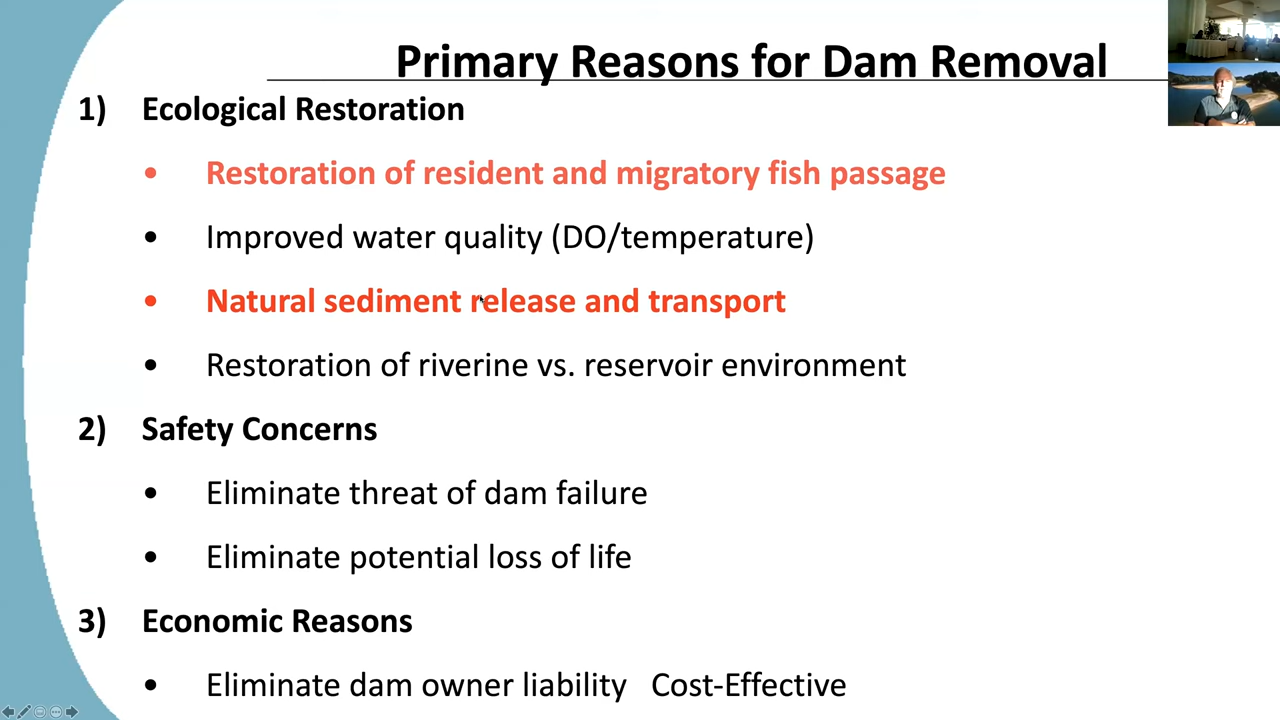 Primary Reasons for Dam Removal
1) Ecological Restoration
• Restoration of resident and migratory fish passage
• Improved water quality (DO/temperature)
• Natural sediment release and transport
• Restoration of riverine vs. reservoir environment
2) Safety Concerns
• Eliminate threat of dam failure
• Eliminate potential loss of life
3) Economic Reasons
• Eliminate dam owner liability Cost-Effective